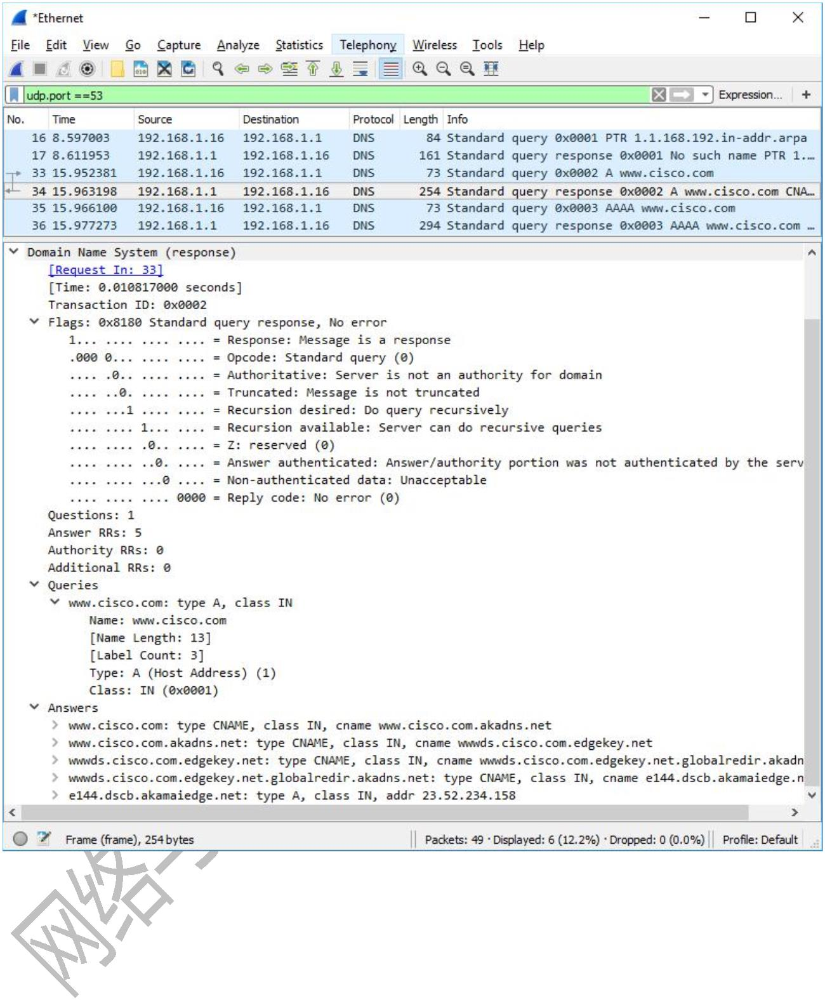 *Ethernet
File Edit View Go Capture Analyze Statistics Telephony Wireless Tools Help
udp.port ==53 Expression... +
No. Time Source Destination Protocol Length Info
16 8.597003 192.168.1.16 192.168.1.1 DNS 84 Standard query 0x0001 PTR 1.1.168.192.in-addr.arpa
17 8.611953 192.168.1.1 192.168.1.16 DNS 161 Standard query response 0x0001 No such name PTR 1.…
33 15.952381 192.168.1.16 192.168.1.1 DNS 73 Standard query 0x0002 A www.cisco.com
34 15.963198 192.168.1.1 192.168.1.16 DNS 254 Standard query response 0x0002 A www.cisco.com CNA…
35 15.966100 192.168.1.16 192.168.1.1 DNS 73 Standard query 0x0003 AAAA www.cisco.com
36 15.977273 192.168.1.1 192.168.1.16 DNS 294 Standard query response 0x0003 AAAA www.cisco.com …
Domain Name System (response)
[Request In: 33]
[Time: 0.010817000 seconds]
Transaction ID: 0x0002
Flags: 0x8180 Standard query response, No error
1... .... .... .... = Response: Message is a response
.000 0... .... .... = Opcode: Standard query (0)
.... .0.. .... .... = Authoritative: Server is not an authority for domain
.... ..0. .... .... = Truncated: Message is not truncated
.... ...1 .... .... = Recursion desired: Do query recursively
.... .... 1... .... = Recursion available: Server can do recursive queries
.... .... .0.. .... = Z: reserved (0)
.... .... ..0. .... = Answer authenticated: Answer/authority portion was not authenticated by the serv
.... .... ...0 .... = Non-authenticated data: Unacceptable
.... .... .... 0000 = Reply code: No error (0)
Questions: 1
Answer RRs: 5
Authority RRs: 0
Additional RRs: 0
Queries
www.cisco.com: type A, class IN
Name: www.cisco.com
[Name Length: 13]
[Label Count: 3]
Type: A (Host Address) (1)
Class: IN (0x0001)
Answers
www.cisco.com: type CNAME, class IN, cname www.cisco.com.akadns.net
www.cisco.com.akadns.net: type CNAME, class IN, cname wwwds.cisco.com.edgekey.net
wwwds.cisco.com.edgekey.net: type CNAME, class IN, cname wwwds.cisco.com.edgekey.net.globalredir.akadn
wwwds.cisco.com.edgekey.net.globalredir.akadns.net: type CNAME, class IN, cname e144.dscb.akamaiedge.n
e144.dscb.akamaiedge.net: type A, class IN, addr 23.52.234.158
Frame (frame), 254 bytes Packets: 49 · Displayed: 6 (12.2%) · Dropped: 0 (0.0%) Profile: Default
网络